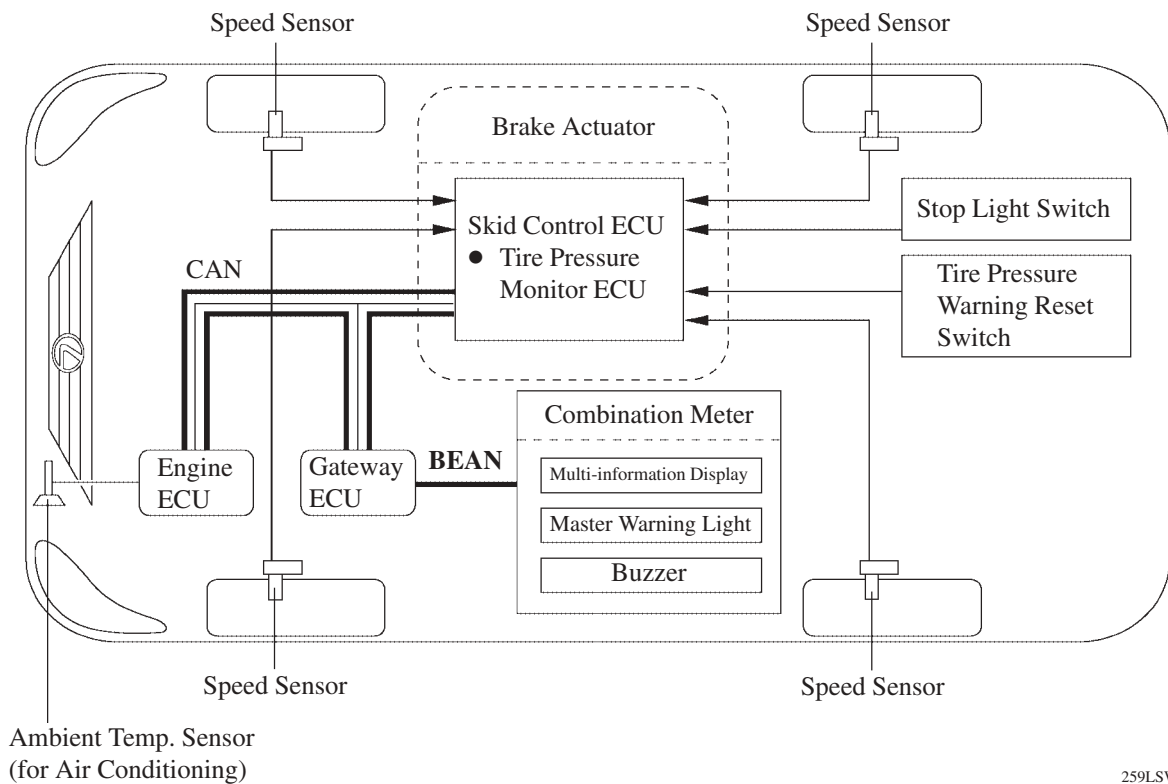 Speed Sensor
Speed Sensor
Brake Actuator
Skid Control ECU
● Tire Pressure
Monitor ECU
Stop Light Switch
Tire Pressure
Warning Reset
Switch
CAN
Combination Meter
Engine
ECU
Gateway
ECU
BEAN
Multi-information Display
Master Warning Light
Buzzer
Speed Sensor
Speed Sensor
Ambient Temp. Sensor
(for Air Conditioning)